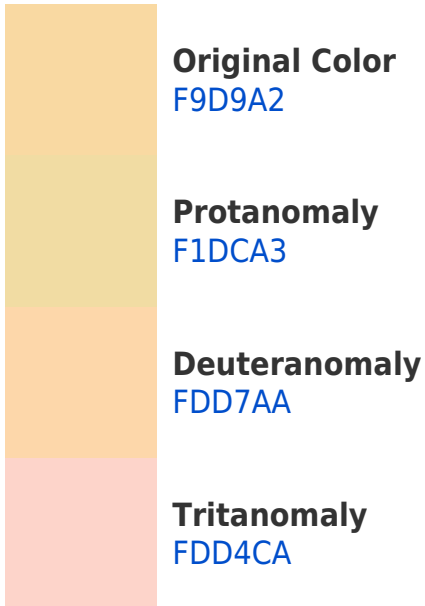 Original Color
F9D9A2
Protanomaly
F1DCA3
Deuteranomaly
FDD7AA
Tritanomaly
FDD4CA